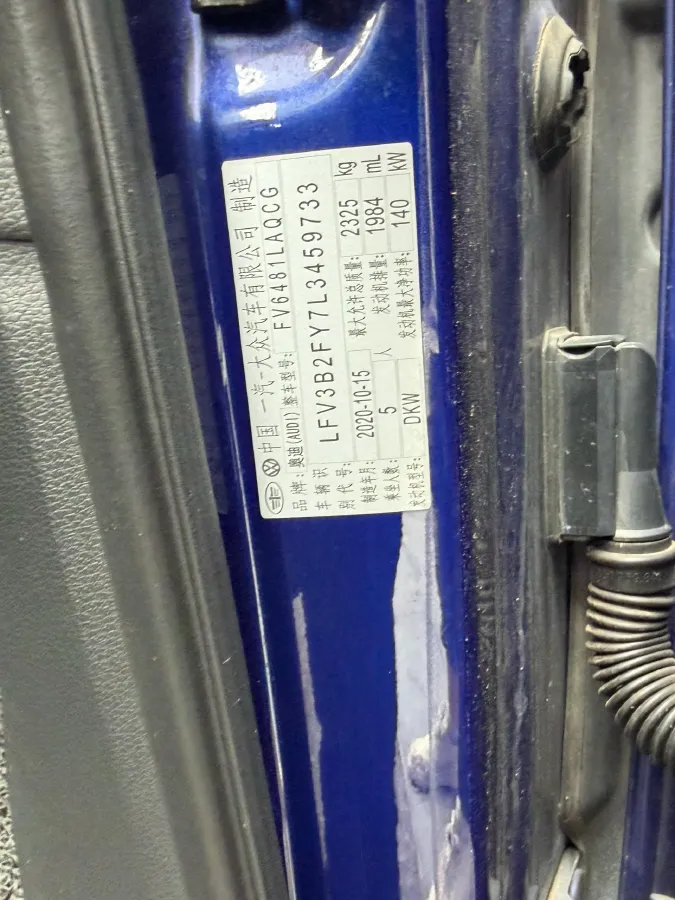 中国 一汽-大众汽车有限公司 制造
品牌: 奥迪(AUDI) 整车型号: FV6481LAQCG
车辆识别代号: LFV3B2FY7L3459733
制造年月: 2020-10-15 最大允许总质量: 2325 kg
乘坐人数: 5 人 发动机排量: 1984 mL
发动机型号: DKW 发动机最大净功率: 140 kW